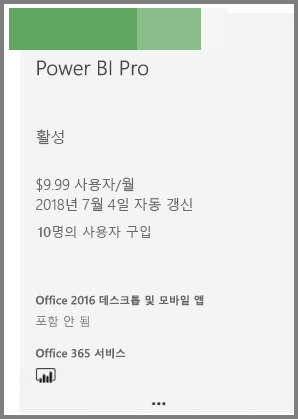 Power BI Pro
활성
$9.99 사용자/월
2018년 7월 4일 자동 갱신
10명의 사용자 구입
Office 2016 데스크톱 및 모바일 앱
포함 안 됨
Office 365 서비스